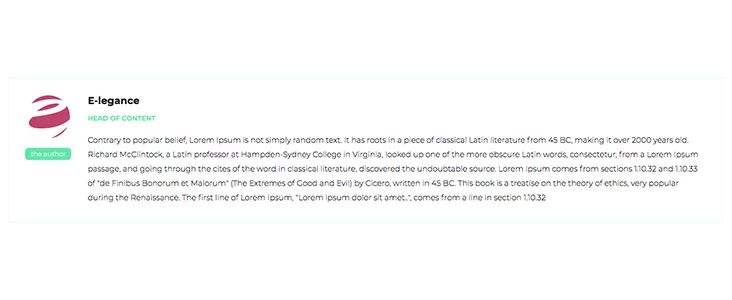 E-legance
HEAD OF CONTENT
the author
Contrary to popular belief, Lorem Ipsum is not simply random text. It has roots in a piece of classical Latin literature from 45 BC, making it over 2000 years old.
Richard McClintock, a Latin professor at Hampden-Sydney College in Virginia, looked up one of the more obscure Latin words, consectetur, from a Lorem Ipsum
passage, and going through the cites of the word in classical literature, discovered the undoubtable source. Lorem Ipsum comes from sections 1.10.32 and 1.10.33
of "de Finibus Bonorum et Malorum" (The Extremes of Good and Evil) by Cicero, written in 45 BC. This book is a treatise on the theory of ethics, very popular
during the Renaissance. The first line of Lorem Ipsum, "Lorem ipsum dolor sit amet..", comes from a line in section 1.10.32